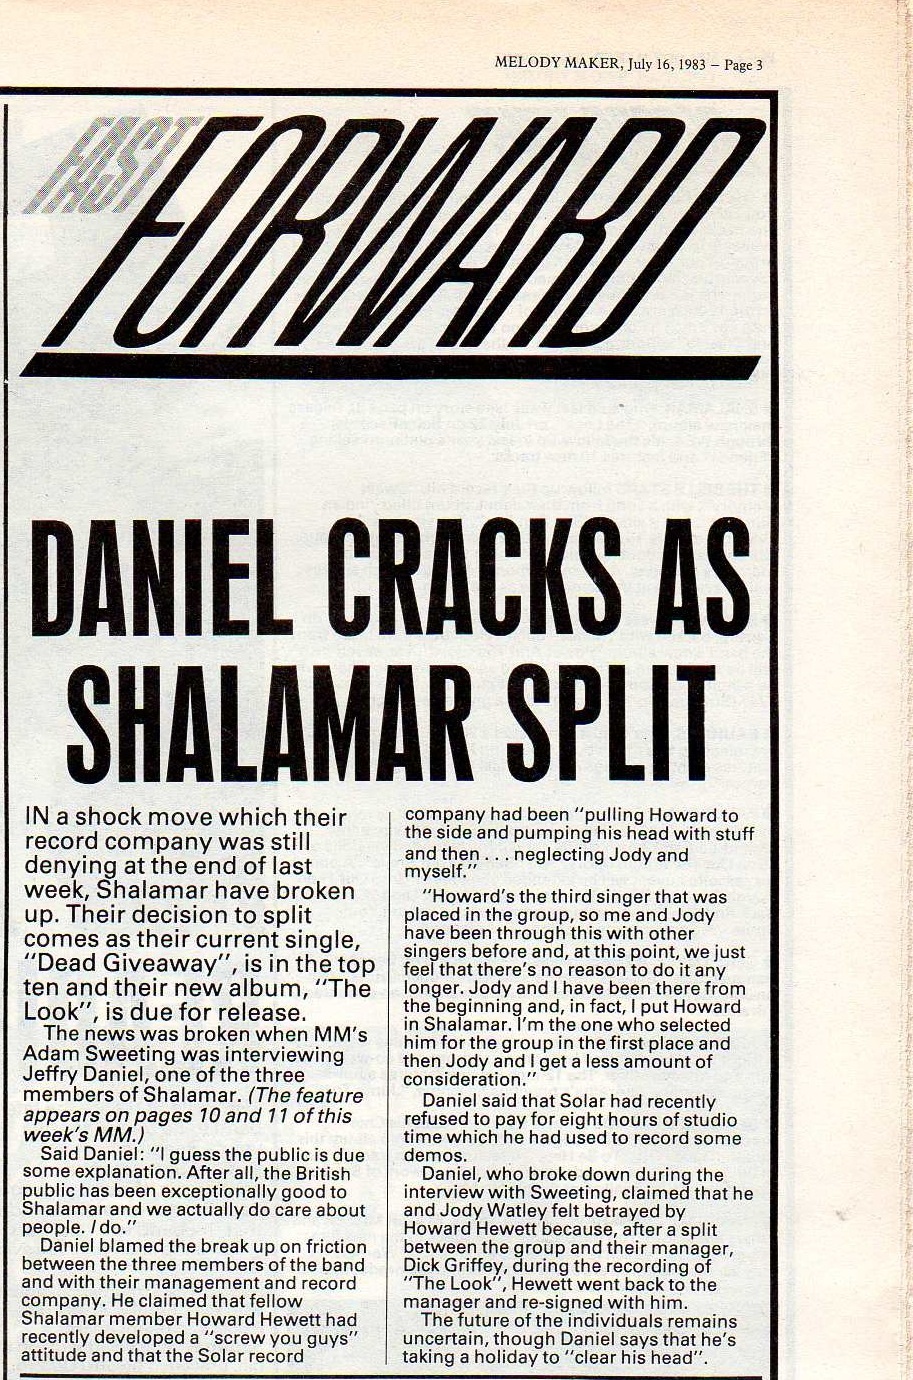 MELODY MAKER, July 16, 1983 – Page 3
FAST
FORWARD
DANIEL CRACKS AS
SHALAMAR SPLIT
IN a shock move which their
record company was still
denying at the end of last
week, Shalamar have broken
up. Their decision to split
comes as their current single,
"Dead Giveaway", is in the top
ten and their new album, "The
Look", is due for release.
The news was broken when MM's
Adam Sweeting was interviewing
Jeffry Daniel, one of the three
members of Shalamar. (The feature
appears on pages 10 and 11 of this
week's MM.)
Said Daniel: "I guess the public is due
some explanation. After all, the British
public has been exceptionally good to
Shalamar and we actually do care about
people. I do."
Daniel blamed the break up on friction
between the three members of the band
and with their management and record
company. He claimed that fellow
Shalamar member Howard Hewett had
recently developed a "screw you guys"
attitude and that the Solar record
company had been "pulling Howard to
the side and pumping his head with stuff
and then . . . neglecting Jody and
myself."
"Howard's the third singer that was
placed in the group, so me and Jody
have been through this with other
singers before and, at this point, we just
feel that there's no reason to do it any
longer. Jody and I have been there from
the beginning and, in fact, I put Howard
in Shalamar. I'm the one who selected
him for the group in the first place and
then Jody and I get a less amount of
consideration."
Daniel said that Solar had recently
refused to pay for eight hours of studio
time which he had used to record some
demos.
Daniel, who broke down during the
interview with Sweeting, claimed that he
and Jody Watley felt betrayed by
Howard Hewett because, after a split
between the group and their manager,
Dick Griffey, during the recording of
"The Look", Hewett went back to the
manager and re-signed with him.
The future of the individuals remains
uncertain, though Daniel says that he's
taking a holiday to "clear his head".